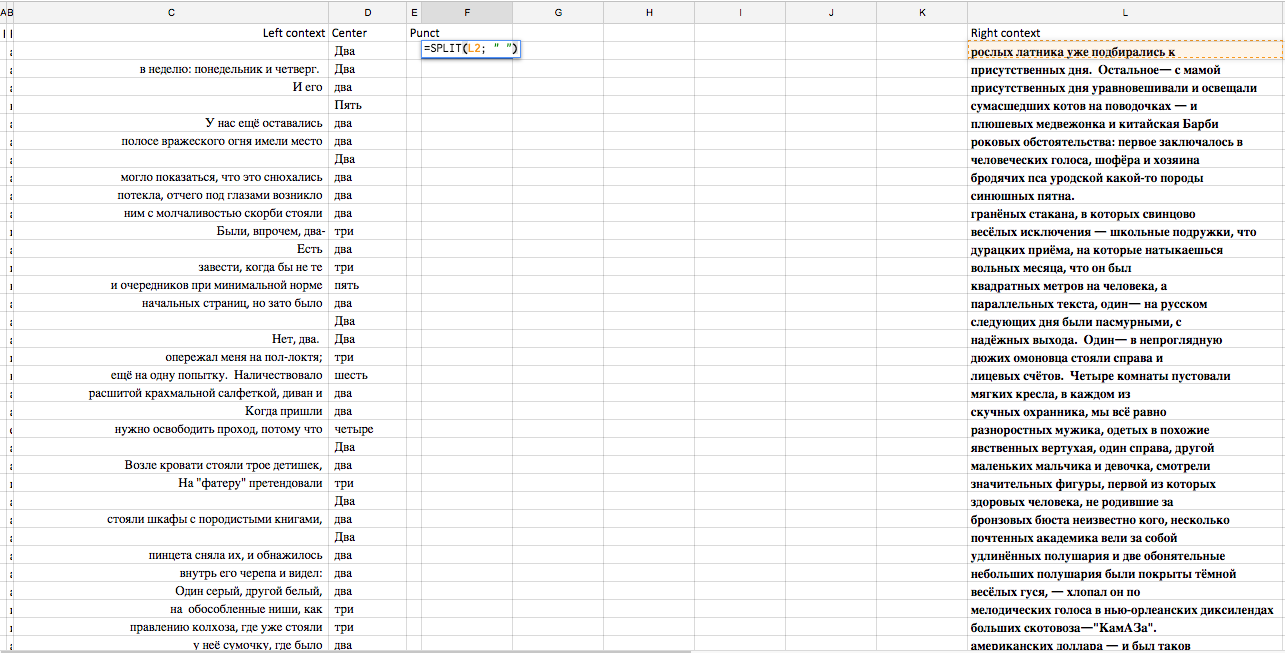 A B C D E F G H I J K L
Left context Center Punct Right context
Два =SPLIT(L2; " ") рослых латника уже подбирались к
в неделю: понедельник и четверг. Два присутственных дня. Остальное— с мамой
И его два присутственных дня уравновешивали и освещали
Пять сумасшедших котов на поводочках — и
У нас ещё оставались два плюшевых медвежонка и китайская Барби
полосе вражеского огня имели место два роковых обстоятельства: первое заключалось в
Два человеческих голоса, шофёра и хозяина
могло показаться, что это снюхались два бродячих пса уродской какой-то породы
потекла, отчего под глазами возникло два синюшных пятна.
ним с молчаливостью скорби стояли два гранёных стакана, в которых свинцово
Были, впрочем, два- три весёлых исключения — школьные подружки, что
Есть два дурацких приёма, на которые натыкаешься
завести, когда бы не те три вольных месяца, что он был
и очередников при минимальной норме пять квадратных метров на человека, а
начальных страниц, но зато было два параллельных текста, один— на русском
Два следующих дня были пасмурными, с
Нет, два. Два надёжных выхода. Один— в непроглядную
опережал меня на пол-локтя; три дюжих омоновца стояли справа и
ещё на одну попытку. Наличествовало шесть лицевых счётов. Четыре комнаты пустовали
расшитой крахмальной салфеткой, диван и два мягких кресла, в каждом из
Когда пришли два скучных охранника, мы всё равно
нужно освободить проход, потому что четыре разноростных мужика, одетых в похожие
Два явственных вертухая, один справа, другой
Возле кровати стояли трое детишек, два маленьких мальчика и девочка, смотрели
На "фатеру" претендовали три значительных фигуры, первой из которых
Два здоровых человека, не родившие за
стояли шкафы с породистыми книгами, два бронзовых бюста неизвестно кого, несколько
Два почтенных академика вели за собой
пинцета сняла их, и обнажилось два удлинённых полушария и две обонятельные
внутрь его черепа и видел: два небольших полушария были покрыты тёмной
Один серый, другой белый, два весёлых гуся, — хлопал он по
на обособленные ниши, как три мелодических голоса в нью-орлеанских диксилендах
правлению колхоза, где уже стояли три больших скотовоза—"КамАЗа".
у неё сумочку, где было два американских доллара — и был таков